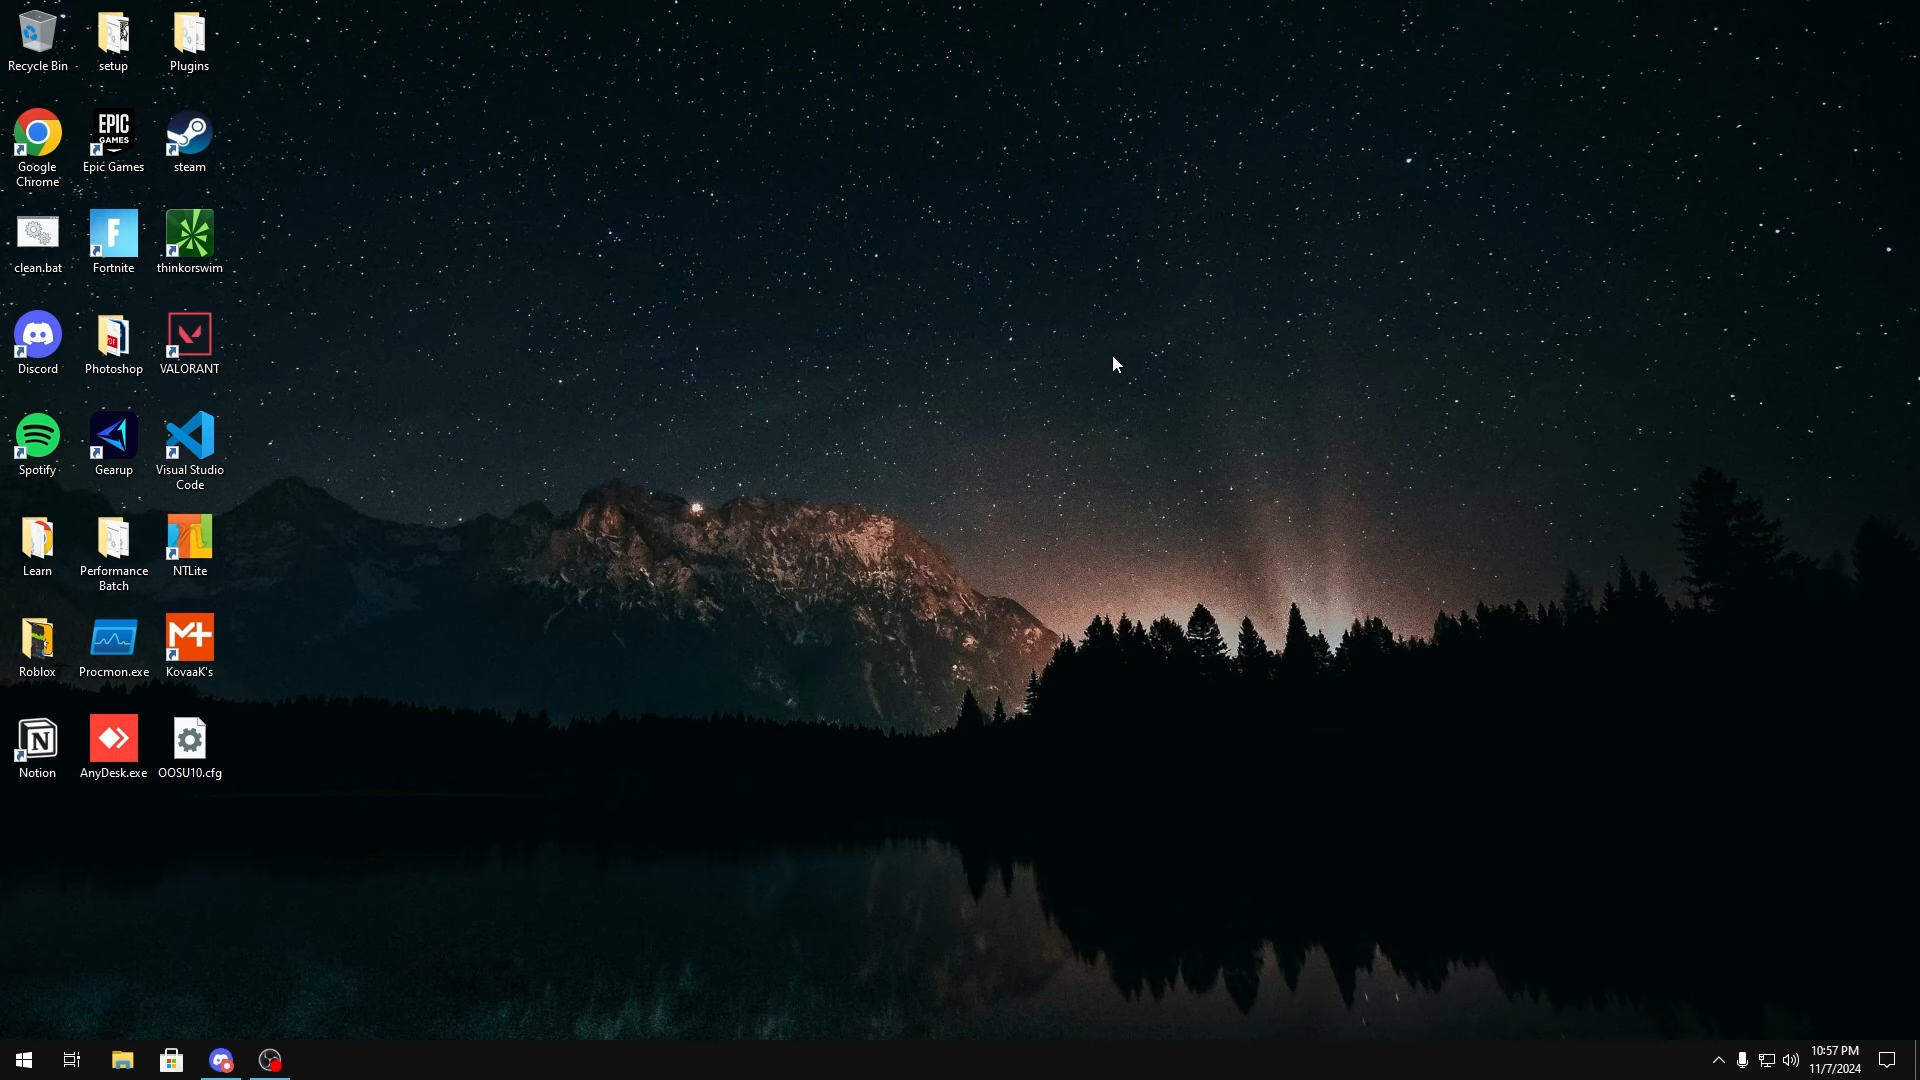 Recycle Bin
setup
Plugins
Google
Chrome
EPIC
GAMES
Epic Games
steam
clean.bat
F
Fortnite
thinkorswim
Discord
PDF
Photoshop
VALORANT
Spotify
Gearup
Visual Studio
Code
Learn
Performance
Batch
NTLite
Roblox
Procmon.exe
M+
KovaaK's
N
Notion
AnyDesk.exe
OOSU10.cfg
10:57 PM
11/7/2024